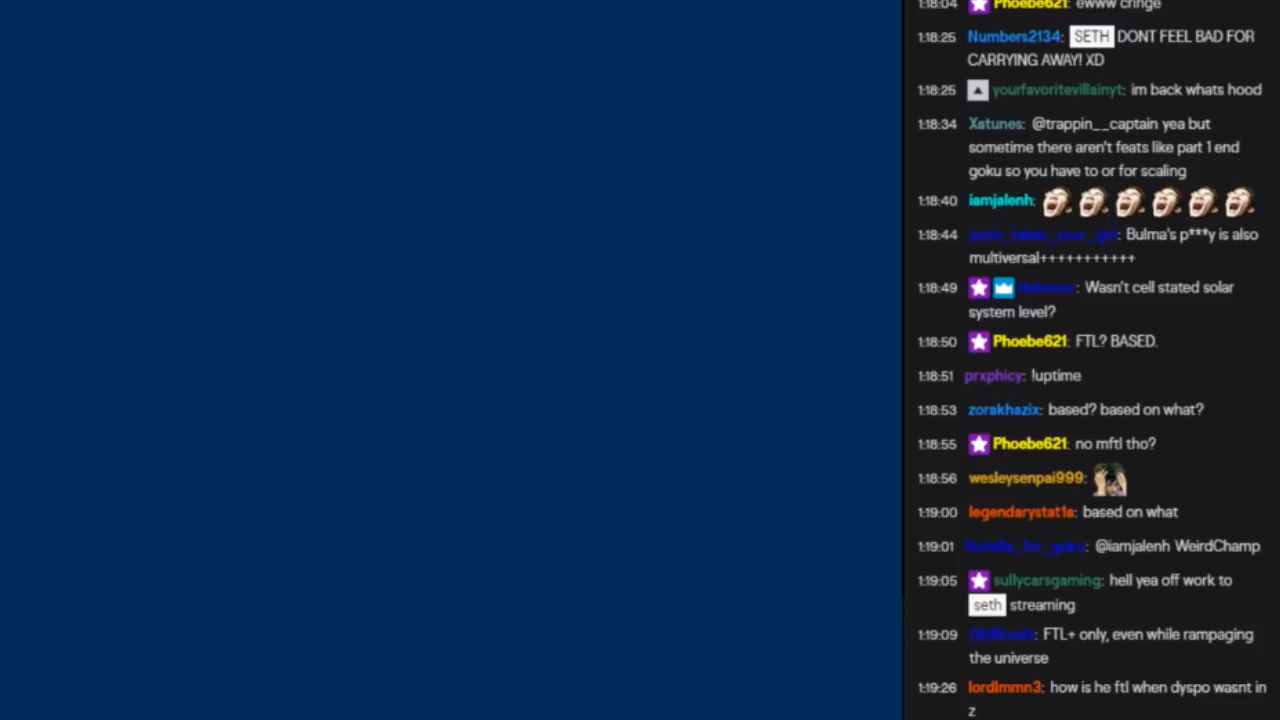 1:18:04 Phoebe621: ewww cringe
1:18:25 Numbers2134: SETH DONT FEEL BAD FOR
CARRYING AWAY! XD
1:18:25 yourfavoritevillainyt: im back whats hood
1:18:34 Xatunes: @trappin__captain yea but
sometime there aren't feats like part 1 end
goku so you have to or for scaling
1:18:40 iamjalenh:
1:18:44 : Bulma's p***y is also
multiversal+++++++++++
1:18:49 : Wasn't cell stated solar
system level?
1:18:50 Phoebe621: FTL? BASED.
1:18:51 prxphicy: !uptime
1:18:53 zorakhazix: based? based on what?
1:18:55 Phoebe621: no mftl tho?
1:18:56 wesleysenpai999:
1:19:00 legendarystat1a: based on what
1:19:01 : @iamjalenh WeirdChamp
1:19:05 sullycarsgaming: hell yea off work to
seth streaming
1:19:09 : FTL+ only, even while rampaging
the universe
1:19:26 lordlmmn3: how is he ftl when dyspo wasnt in
z